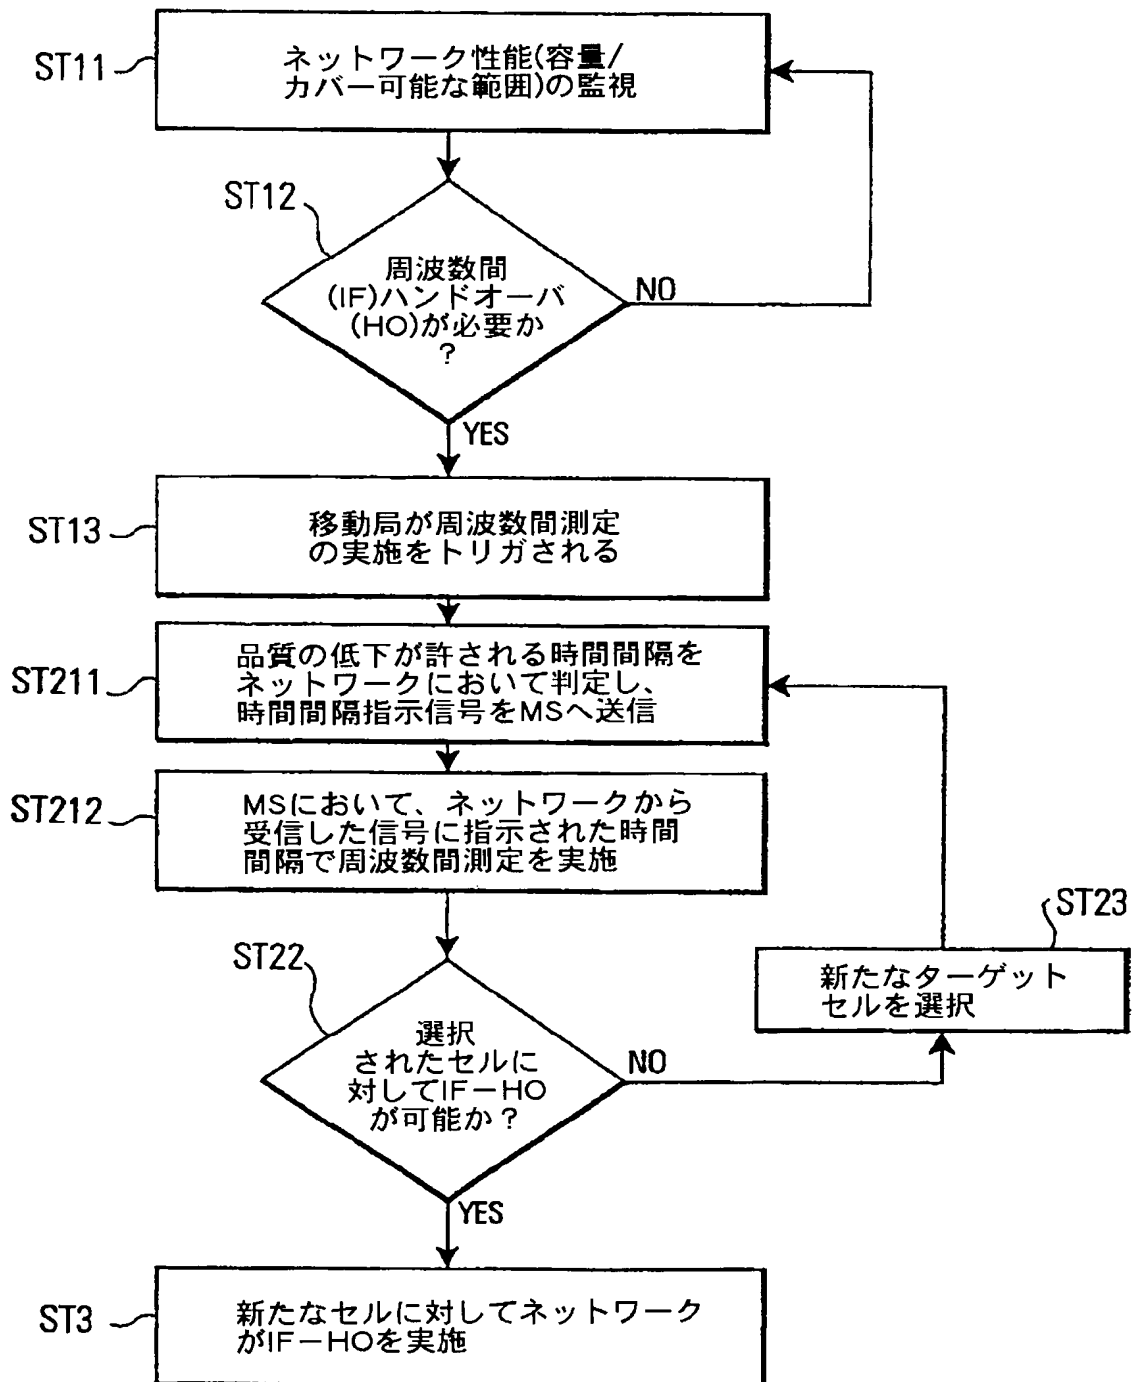 ST11
ネットワーク性能(容量/
カバー可能な範囲)の監視
ST12
周波数間
(IF)ハンドオーバ
(HO)が必要か
?
NO
YES
ST13
移動局が周波数間測定
の実施をトリガされる
ST211
品質の低下が許される時間間隔を
ネットワークにおいて判定し、
時間間隔指示信号をMSへ送信
ST212
MSにおいて、ネットワークから
受信した信号に指示された時間
間隔で周波数間測定を実施
ST22
選択
されたセルに
対してIF-HO
が可能か?
NO
ST23
新たなターゲット
セルを選択
YES
ST3
新たなセルに対してネットワーク
がIF-HOを実施